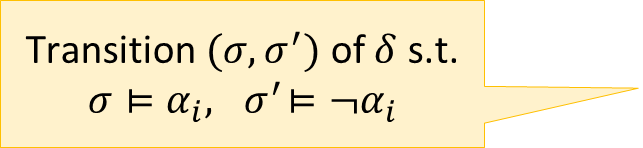 Transition (σ, σ′) of δ s.t.
σ ⊨ αᵢ, σ′ ⊨ ¬αᵢ